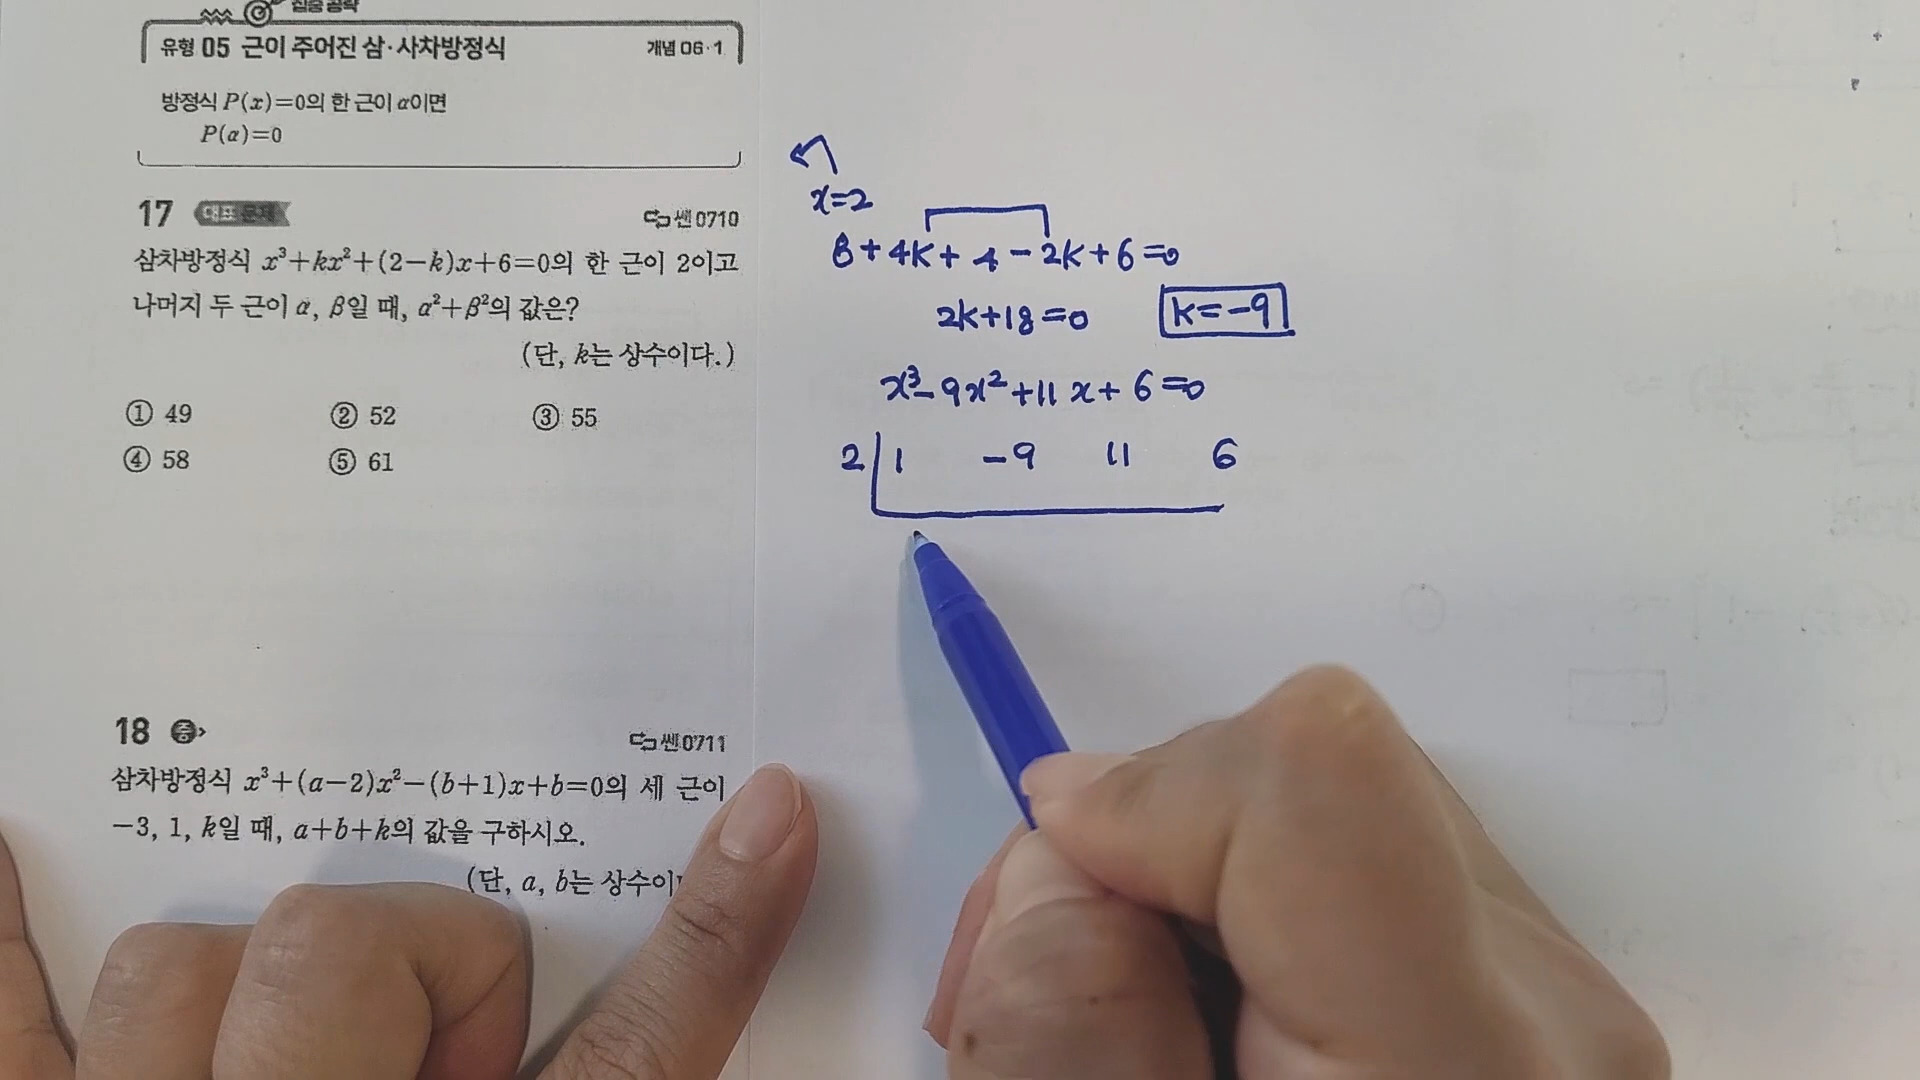 집중 공략
유형 05 근이 주어진 삼·사차방정식 개념 06·1
방정식 P(x)=0의 한 근이 α이면
P(α)=0
17 대표 문제 쎈 0710
삼차방정식 x³+kx²+(2-k)x+6=0의 한 근이 2이고
나머지 두 근이 α, β일 때, α²+β²의 값은?
(단, k는 상수이다.)
① 49 ② 52 ③ 55
④ 58 ⑤ 61
18 중 쎈 0711
삼차방정식 x³+(a-2)x²-(b+1)x+b=0의 세 근이
-3, 1, k일 때, a+b+k의 값을 구하시오.
(단, a, b는 상수이
x=2
8+4k+4-2k+6=0
2k+18=0 k=-9
x³-9x²+11x+6=0
2 1 -9 11 6